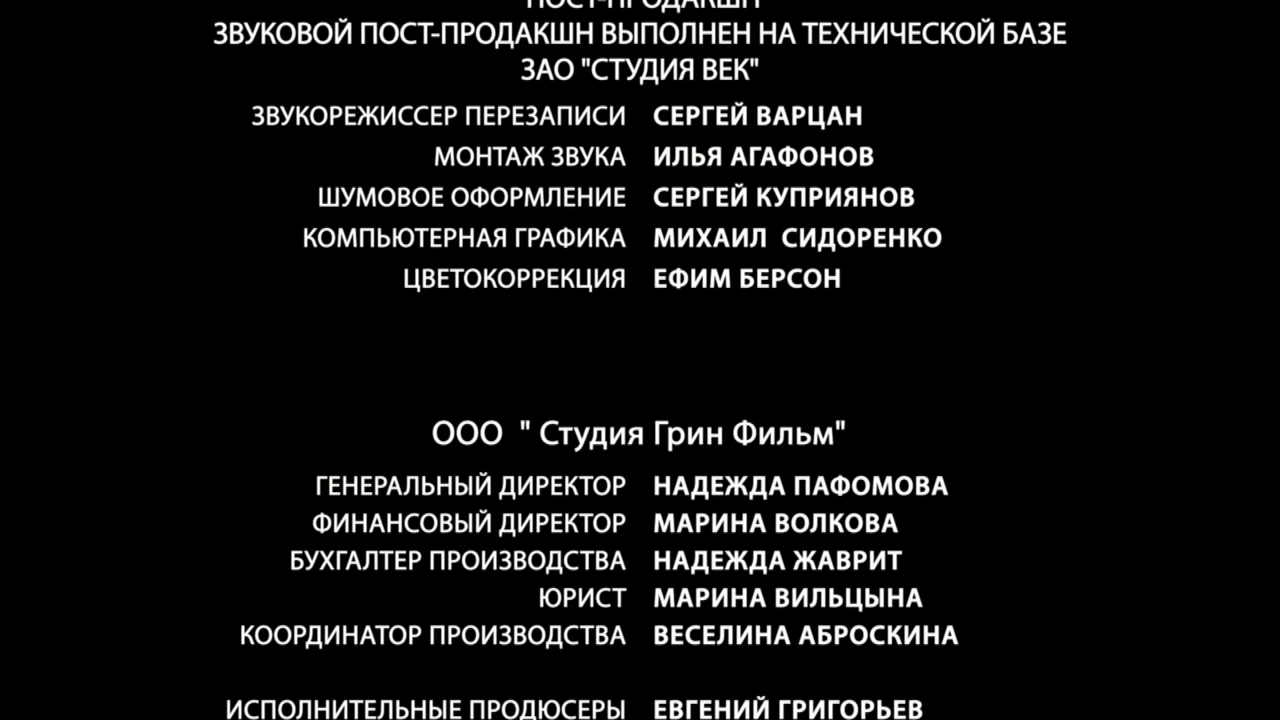 ПОСТ-ПРОДАКШН
ЗВУКОВОЙ ПОСТ-ПРОДАКШН ВЫПОЛНЕН НА ТЕХНИЧЕСКОЙ БАЗЕ
ЗАО "СТУДИЯ ВЕК"
ЗВУКОРЕЖИССЕР ПЕРЕЗАПИСИ СЕРГЕЙ ВАРЦАН
МОНТАЖ ЗВУКА ИЛЬЯ АГАФОНОВ
ШУМОВОЕ ОФОРМЛЕНИЕ СЕРГЕЙ КУПРИЯНОВ
КОМПЬЮТЕРНАЯ ГРАФИКА МИХАИЛ СИДОРЕНКО
ЦВЕТОКОРРЕКЦИЯ ЕФИМ БЕРСОН
ООО " Студия Грин Фильм"
ГЕНЕРАЛЬНЫЙ ДИРЕКТОР НАДЕЖДА ПАФОМОВА
ФИНАНСОВЫЙ ДИРЕКТОР МАРИНА ВОЛКОВА
БУХГАЛТЕР ПРОИЗВОДСТВА НАДЕЖДА ЖАВРИТ
ЮРИСТ МАРИНА ВИЛЬЦЫНА
КООРДИНАТОР ПРОИЗВОДСТВА ВЕСЕЛИНА АБРОСКИНА
ИСПОЛНИТЕЛЬНЫЕ ПРОДЮСЕРЫ ЕВГЕНИЙ ГРИГОРЬЕВ